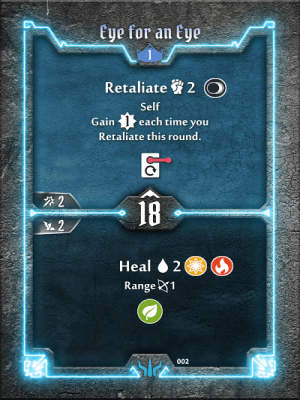 Eye for an Eye
1
Retaliate 2
Self
Gain 1 each time you
Retaliate this round.
2
18
2
Heal 2
Range 1
002